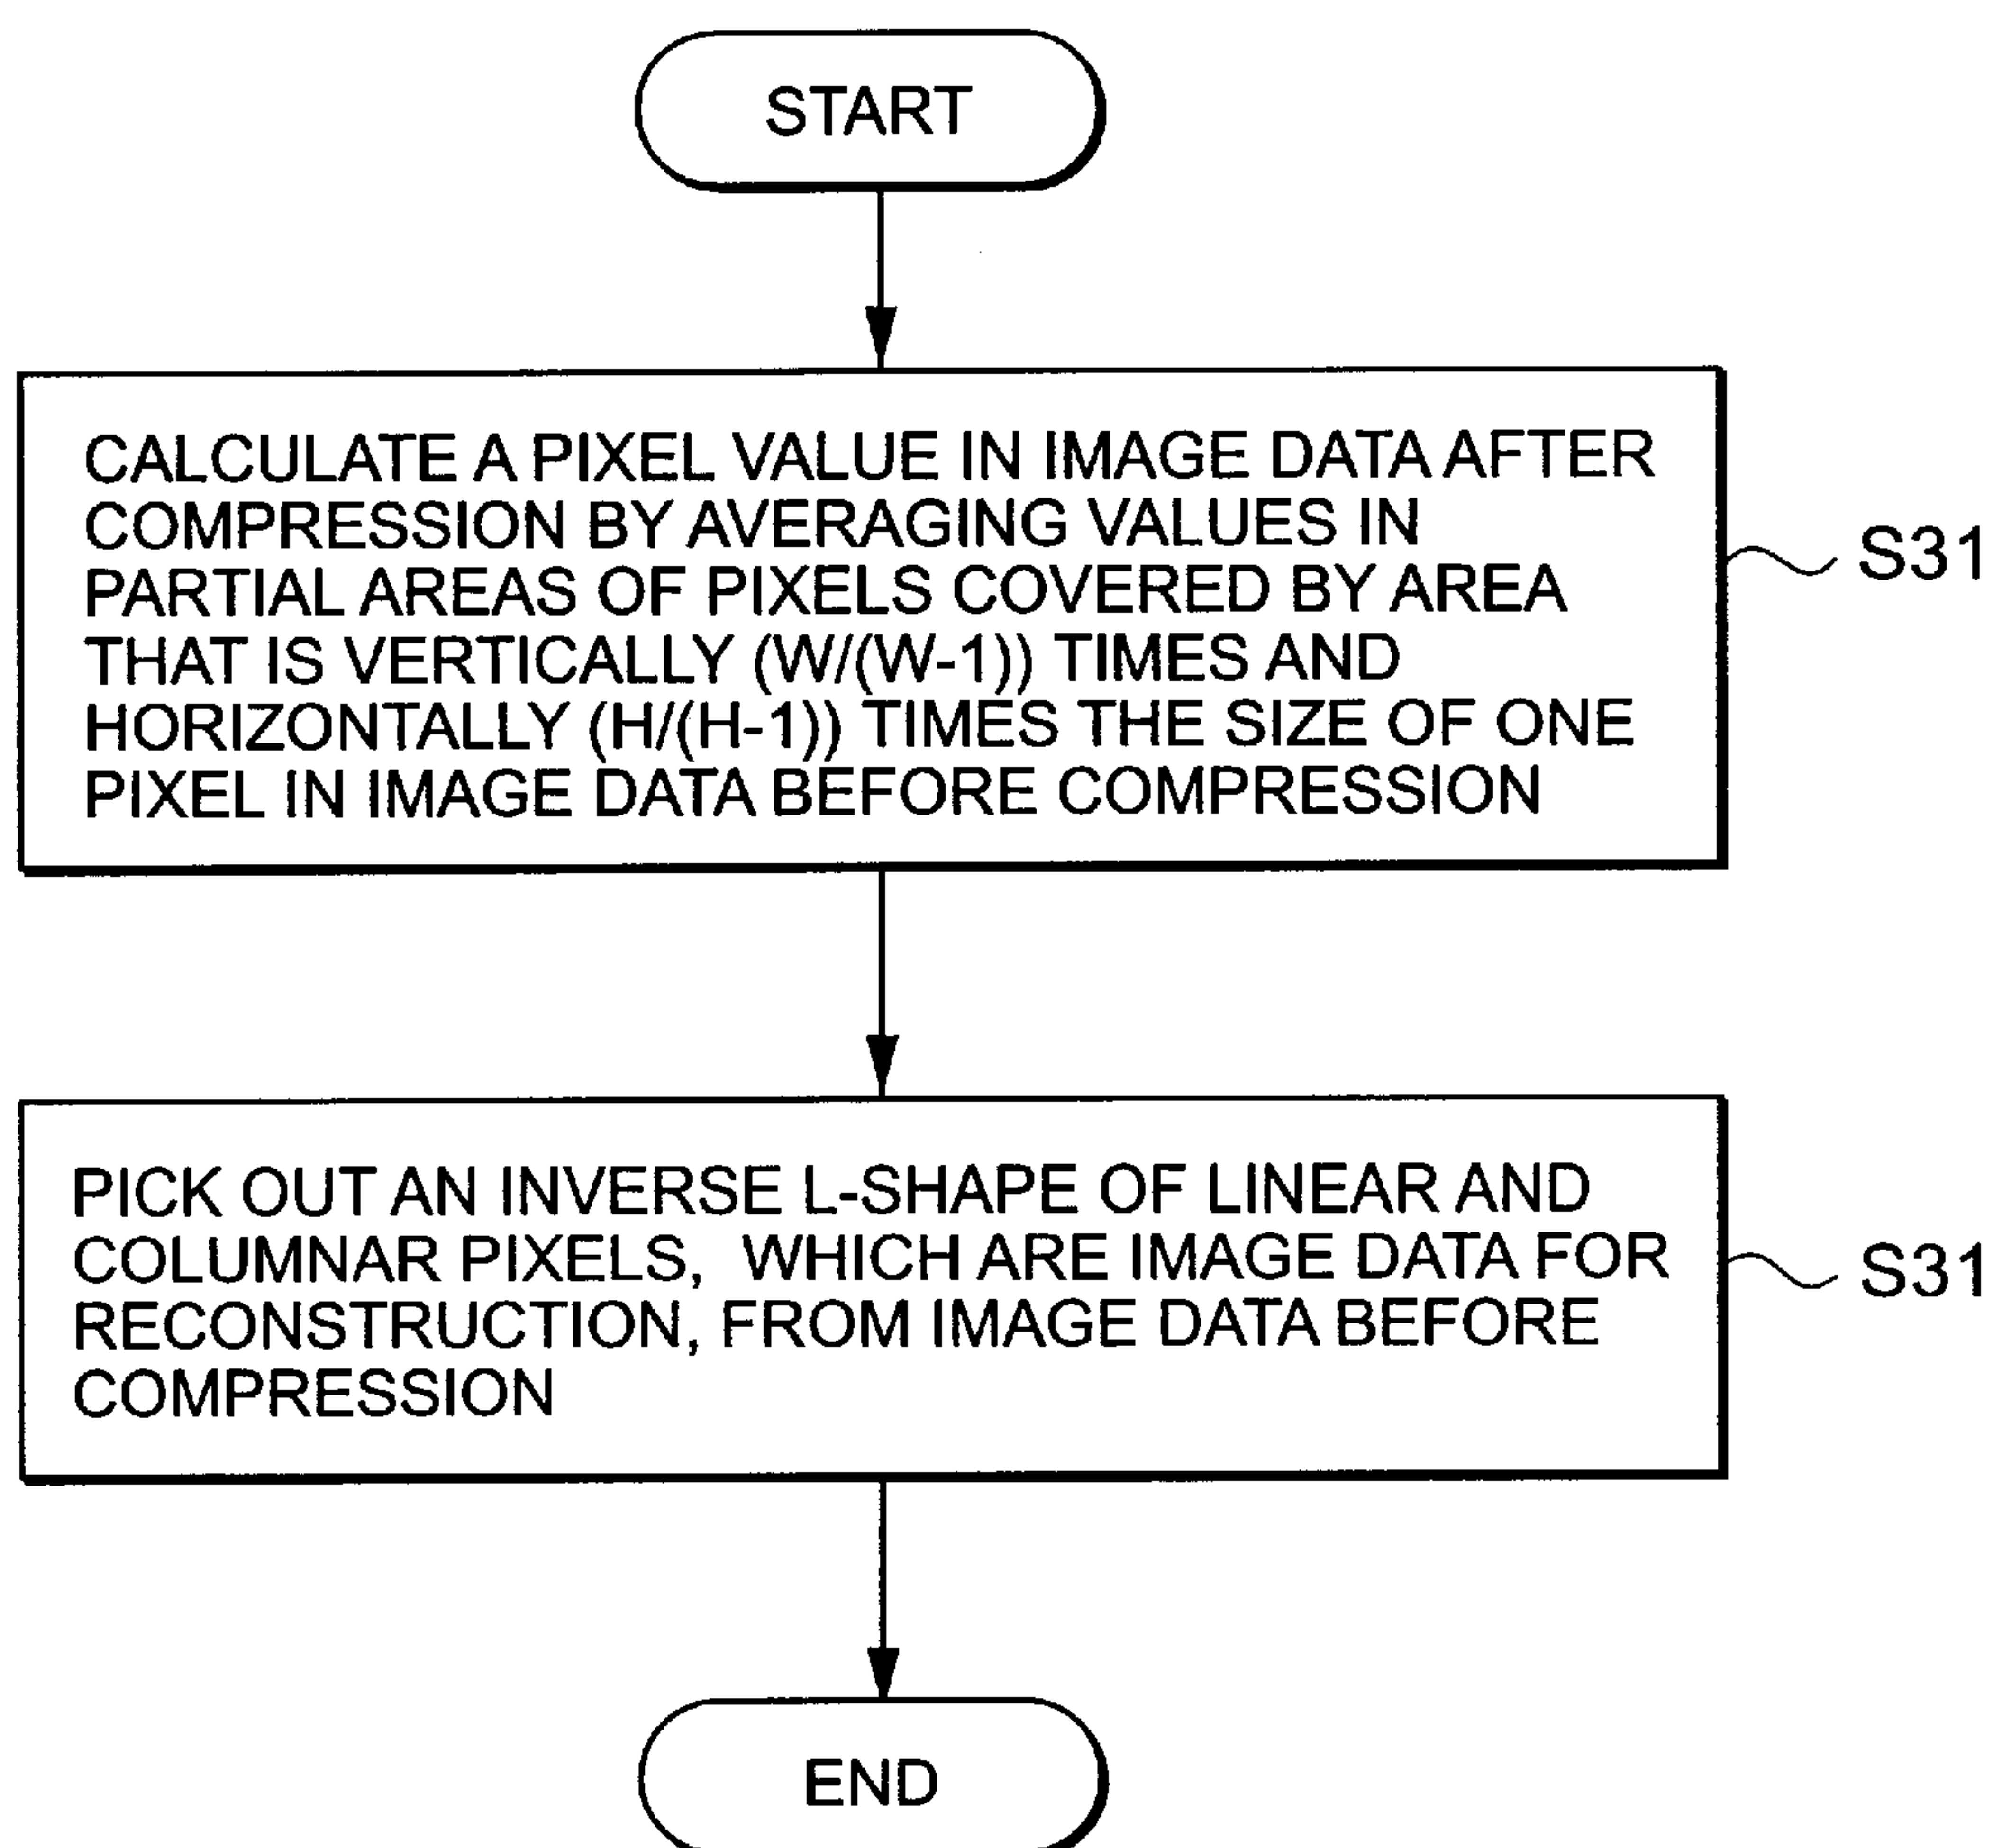 START
CALCULATE A PIXEL VALUE IN IMAGE DATA AFTER
COMPRESSION BY AVERAGING VALUES IN
PARTIAL AREAS OF PIXELS COVERED BY AREA
THAT IS VERTICALLY (W/(W-1)) TIMES AND
HORIZONTALLY (H/(H-1)) TIMES THE SIZE OF ONE
PIXEL IN IMAGE DATA BEFORE COMPRESSION
S31
PICK OUT AN INVERSE L-SHAPE OF LINEAR AND
COLUMNAR PIXELS, WHICH ARE IMAGE DATA FOR
RECONSTRUCTION, FROM IMAGE DATA BEFORE
COMPRESSION
S31
END